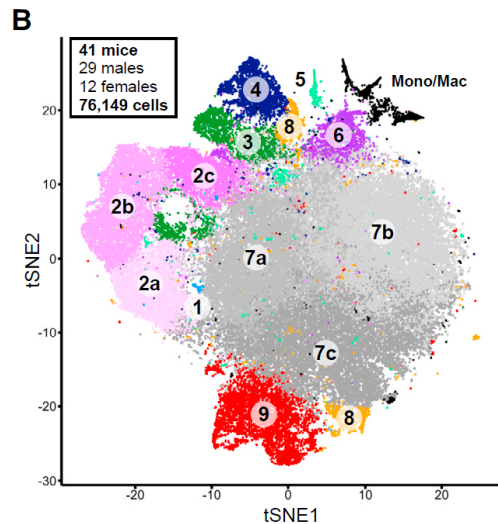 B
41 mice
29 males
12 females
76,149 cells
5
Mono/Mac
4
8
6
3
2c
2b
7b
7a
2a
1
7c
9
8
tSNE2
20
10
0
-10
-20
-30
-20
-10
0
10
20
tSNE1